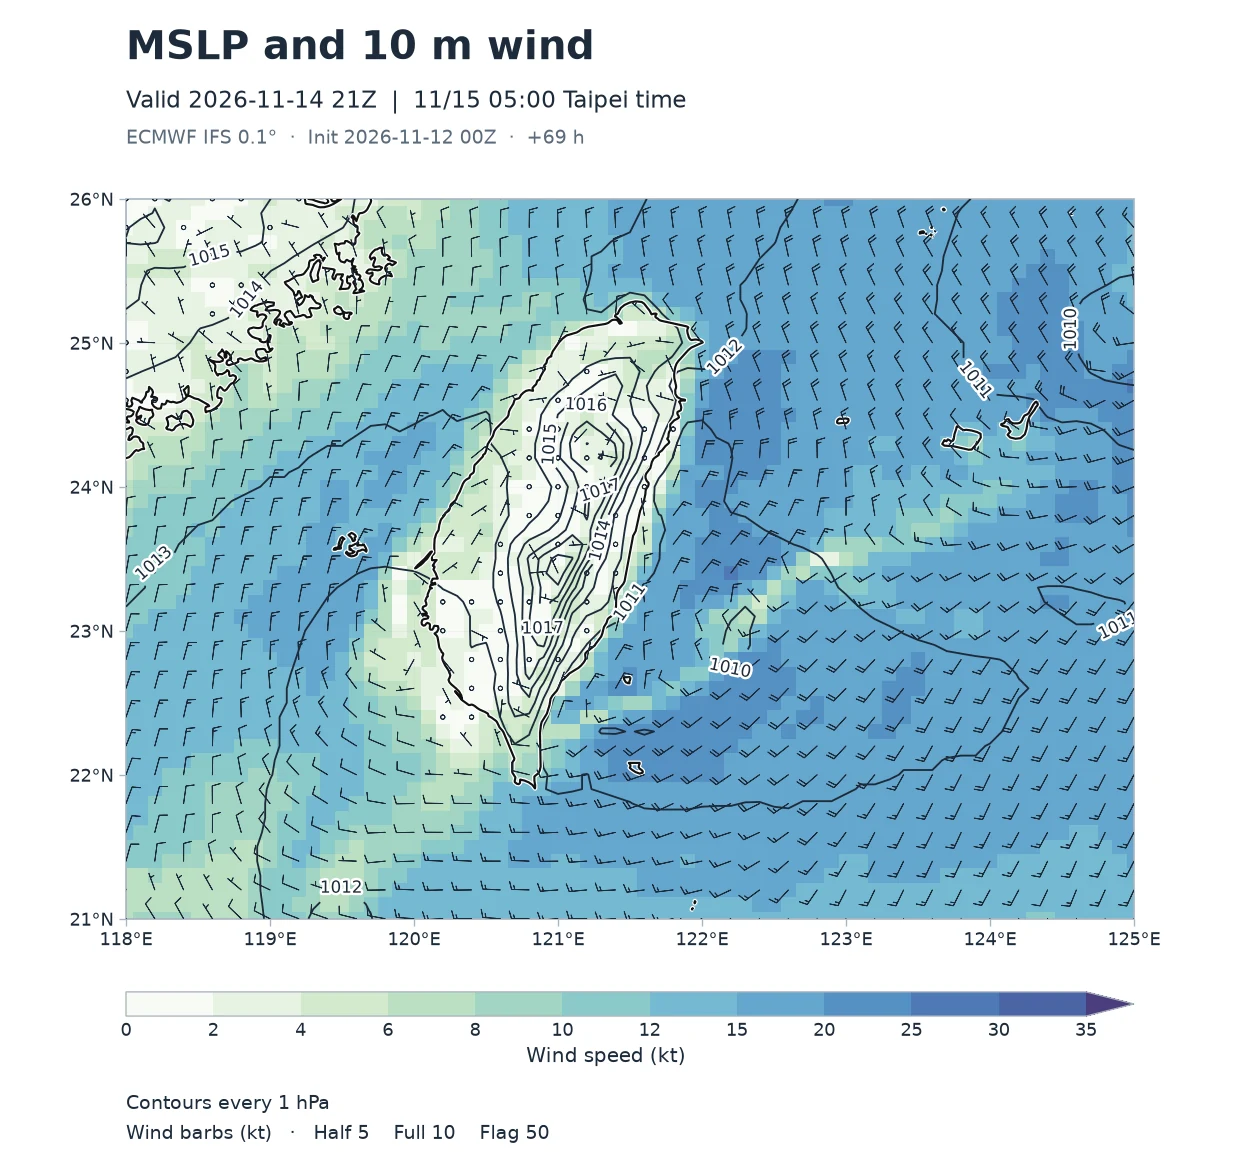 MSLP and 10 m wind
Valid 2026-11-14 21Z | 11/15 05:00 Taipei time
ECMWF IFS 0.1° · Init 2026-11-12 00Z · +69 h
26°N
1015
1014
25°N
1010
1012
1011
1016
1015
24°N
1017
1014
1013
1011
23°N
1017
1011
1010
22°N
1012
21°N
118°E 119°E 120°E 121°E 122°E 123°E 124°E 125°E
0 2 4 6 8 10 12 15 20 25 30 35
Wind speed (kt)
Contours every 1 hPa
Wind barbs (kt) · Half 5 Full 10 Flag 50